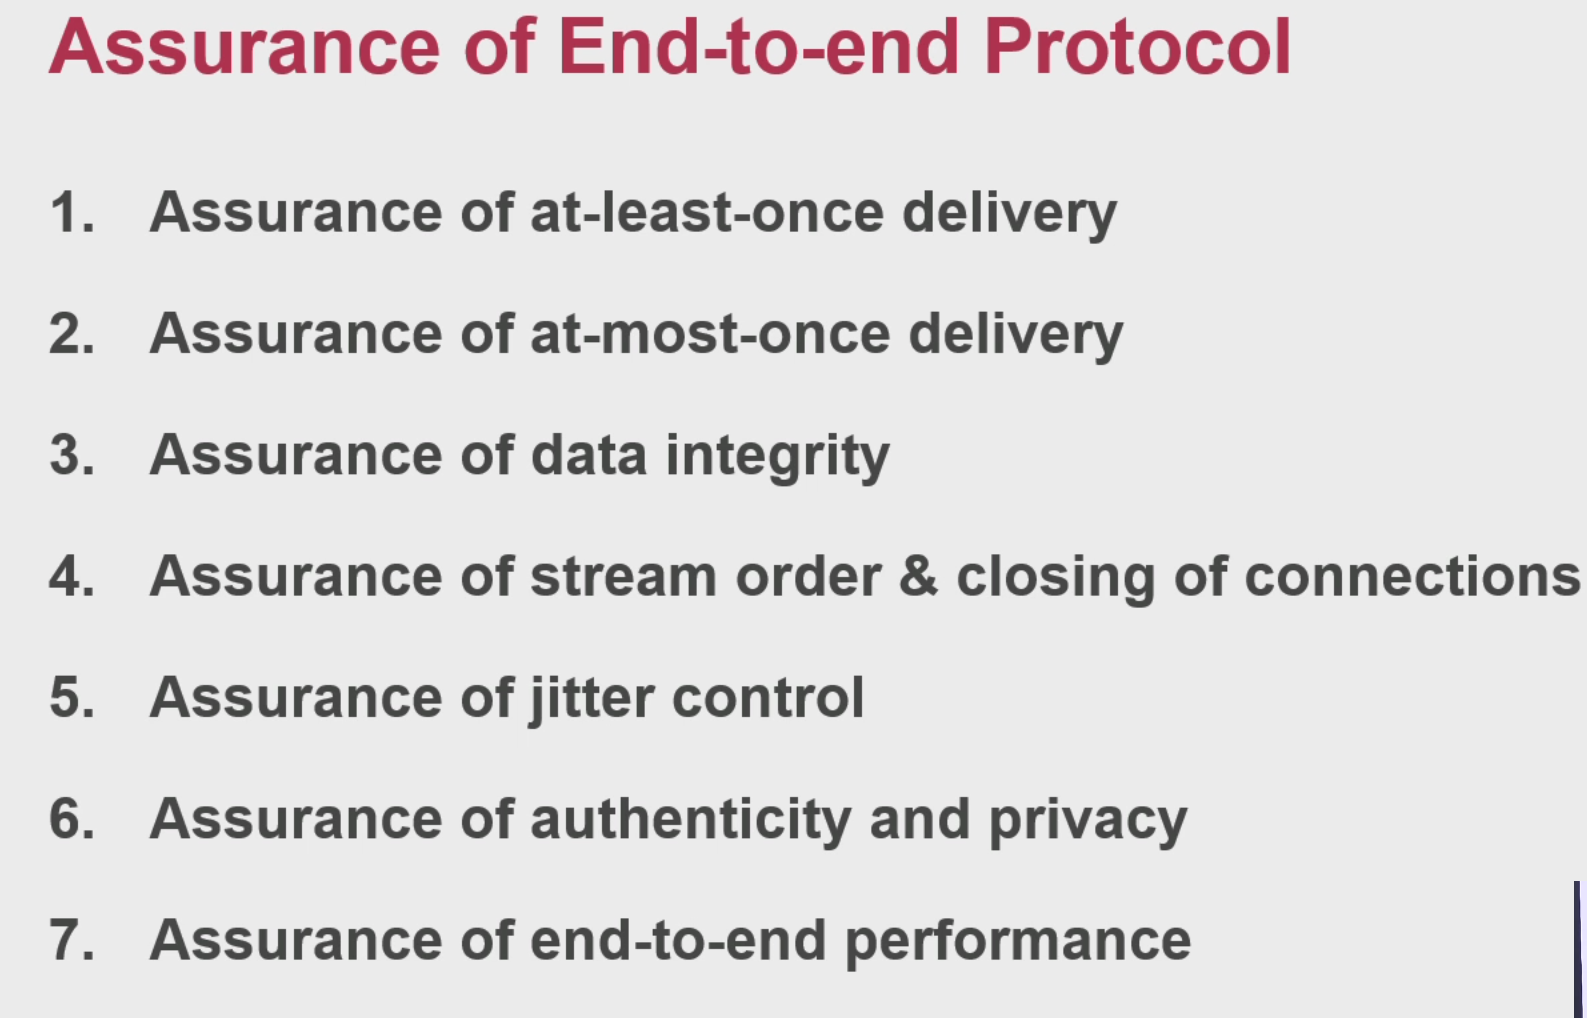 Assurance of End-to-end Protocol
1. Assurance of at-least-once delivery
2. Assurance of at-most-once delivery
3. Assurance of data integrity
4. Assurance of stream order & closing of connections
5. Assurance of jitter control
6. Assurance of authenticity and privacy
7. Assurance of end-to-end performance